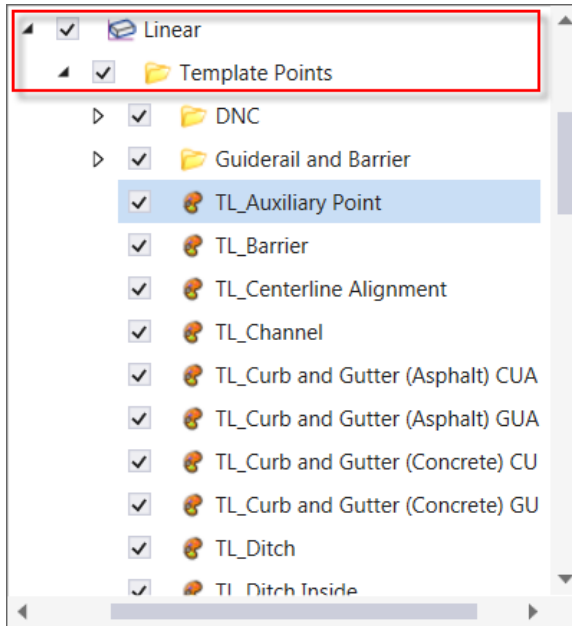 Linear
Template Points
DNC
Guiderail and Barrier
TL_Auxiliary Point
TL_Barrier
TL_Centerline Alignment
TL_Channel
TL_Curb and Gutter (Asphalt) CUA
TL_Curb and Gutter (Asphalt) GUA
TL_Curb and Gutter (Concrete) CU
TL_Curb and Gutter (Concrete) GU
TL_Ditch
TL_Ditch Inside